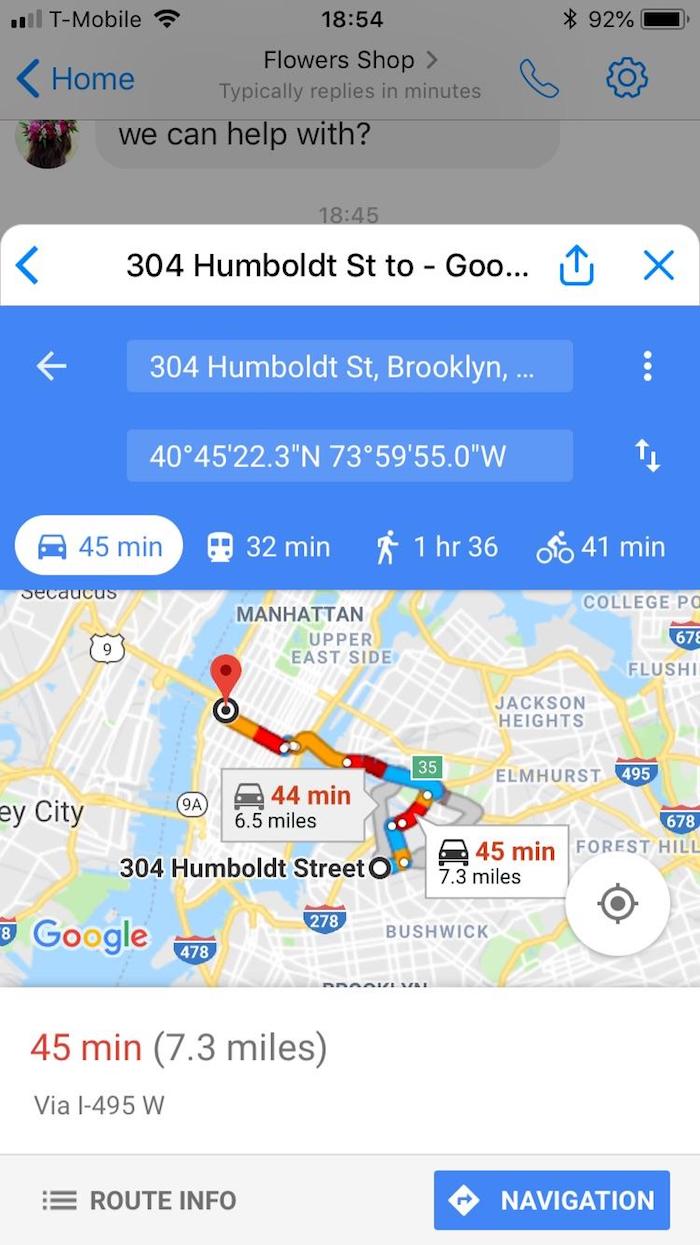 T-Mobile 18:54 92%
Home Flowers Shop
Typically replies in minutes
we can help with?
18:45
304 Humboldt St to - Goo...
304 Humboldt St, Brooklyn, ...
40°45'22.3"N 73°59'55.0"W
45 min 32 min 1 hr 36 41 min
Secaucus
COLLEGE PO
MANHATTAN
678
9
UPPER
EAST SIDE
FLUSHI
JACKSON
HEIGHTS
35
ELMHURST 495
44 min
6.5 miles
9A
ey City
678
45 min
7.3 miles
FOREST HILL
304 Humboldt Street
278
BUSHWICK
8
Google
478
BROOKLYN
45 min (7.3 miles)
Via I-495 W
ROUTE INFO NAVIGATION